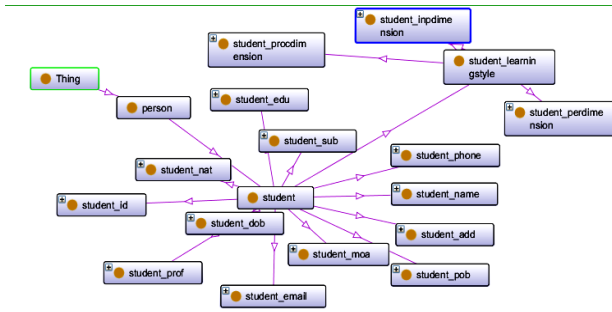 student_inpdime
nsion
student_procdim
ension
student_learnin
gstyle
Thing
student_edu
person
student_perdime
nsion
student_sub
student_phone
student_nat
student_name
student
student_id
student_dob
student_add
student_moa
student_prof
student_pob
student_email